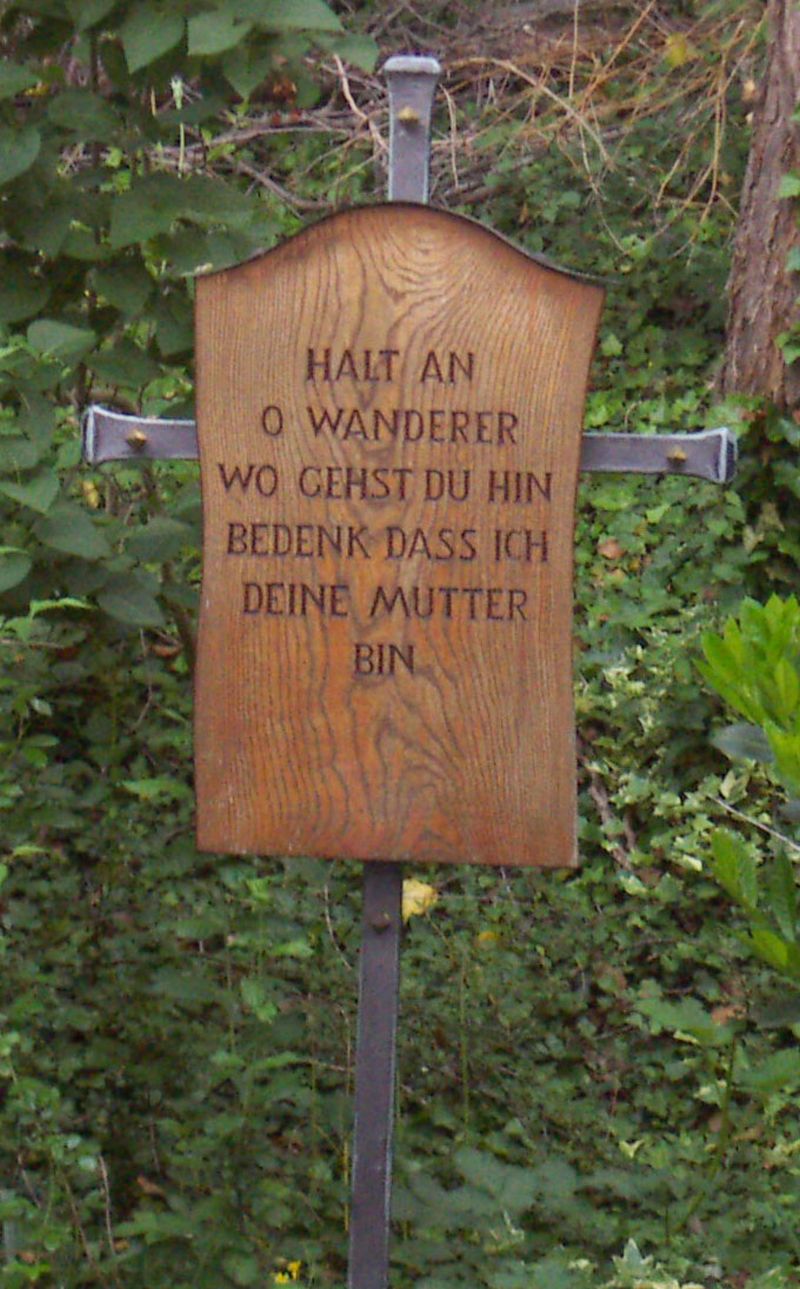 HALT AN
O WANDERER
WO GEHST DU HIN
BEDENK DASS ICH
DEINE MUTTER
BIN